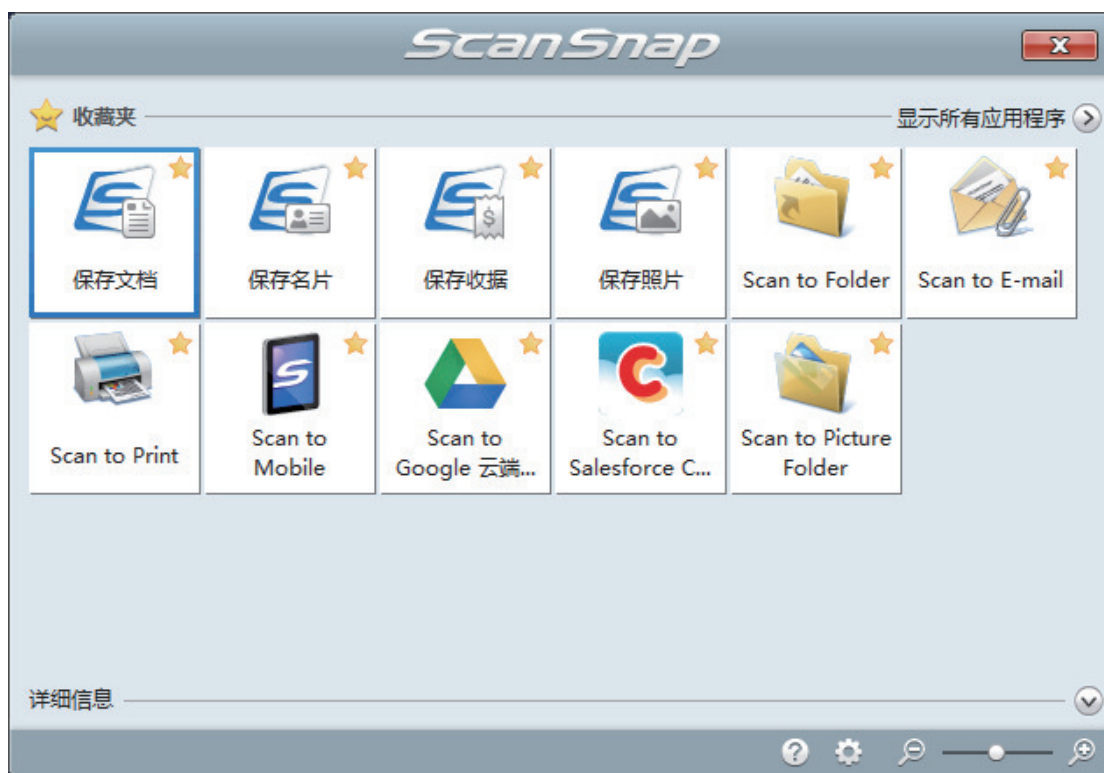 ScanSnap
收藏夹
显示所有应用程序
保存文档
保存名片
保存收据
保存照片
Scan to Folder
Scan to E-mail
Scan to Print
Scan to
Mobile
Scan to
Google 云端...
Scan to
Salesforce C...
Scan to Picture
Folder
详细信息